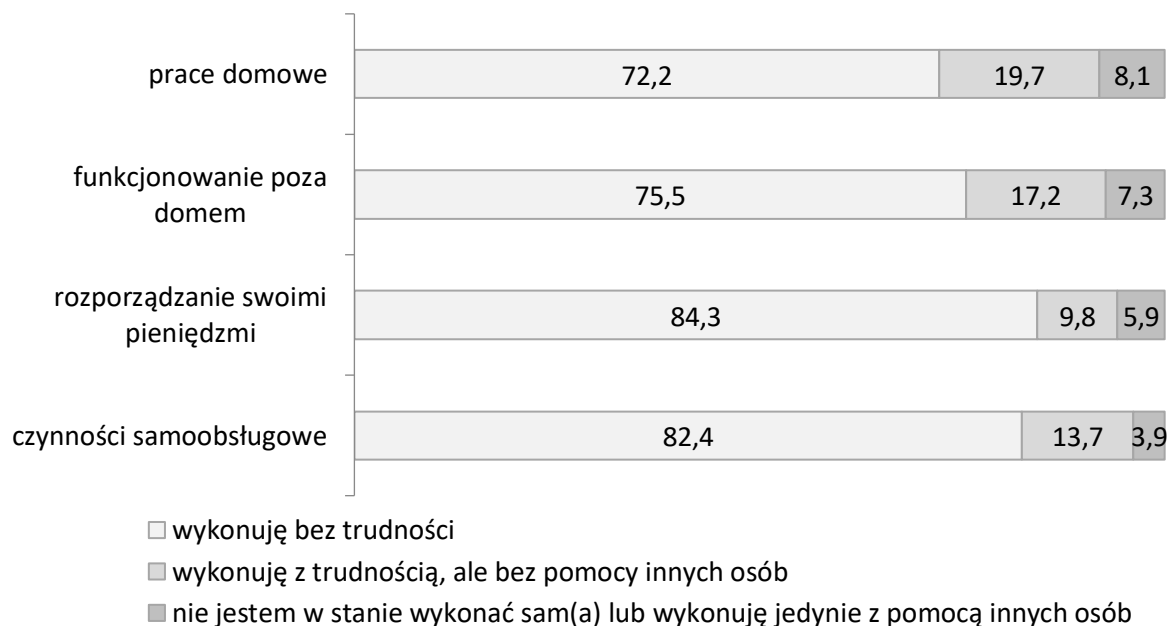 prace domowe
72,2 19,7 8,1
funkcjonowanie poza
domem
75,5 17,2 7,3
rozporządzanie swoimi
pieniędzmi
84,3 9,8 5,9
czynności samoobsługowe
82,4 13,7 3,9
wykonuję bez trudności
wykonuję z trudnością, ale bez pomocy innych osób
nie jestem w stanie wykonać sam(a) lub wykonuję jedynie z pomocą innych osób